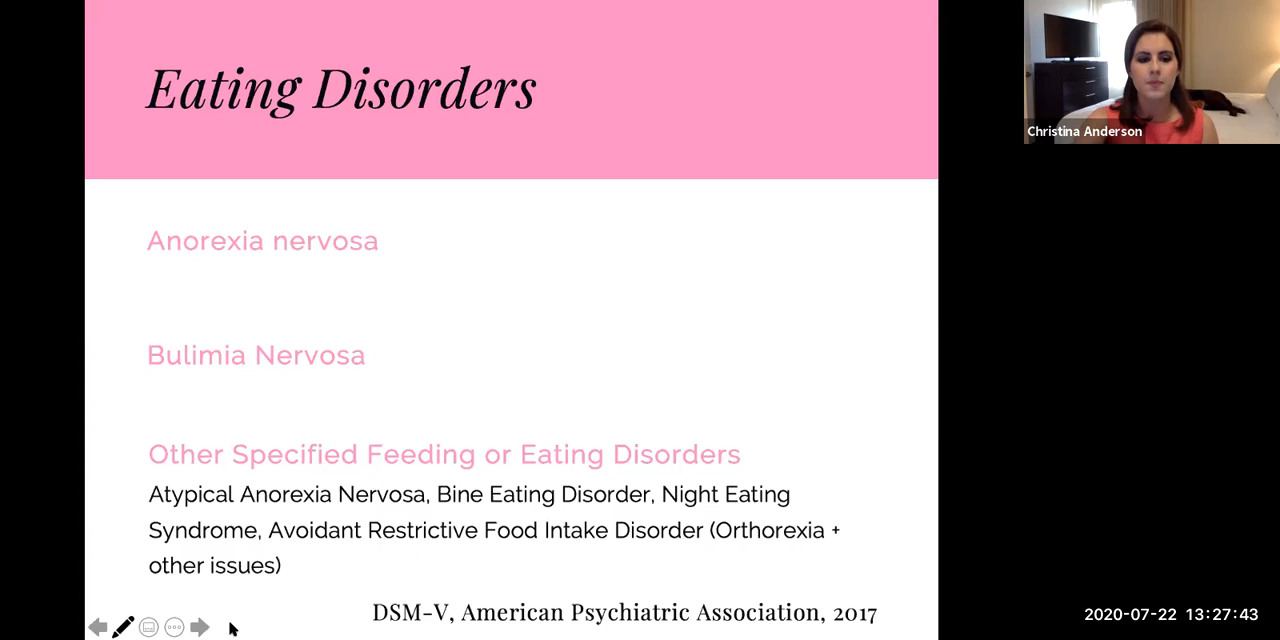 Eating Disorders
Christina Anderson
Anorexia nervosa
Bulimia Nervosa
Other Specified Feeding or Eating Disorders
Atypical Anorexia Nervosa, Bine Eating Disorder, Night Eating
Syndrome, Avoidant Restrictive Food Intake Disorder (Orthorexia +
other issues)
DSM-V, American Psychiatric Association, 2017
2020-07-22 13:27:43